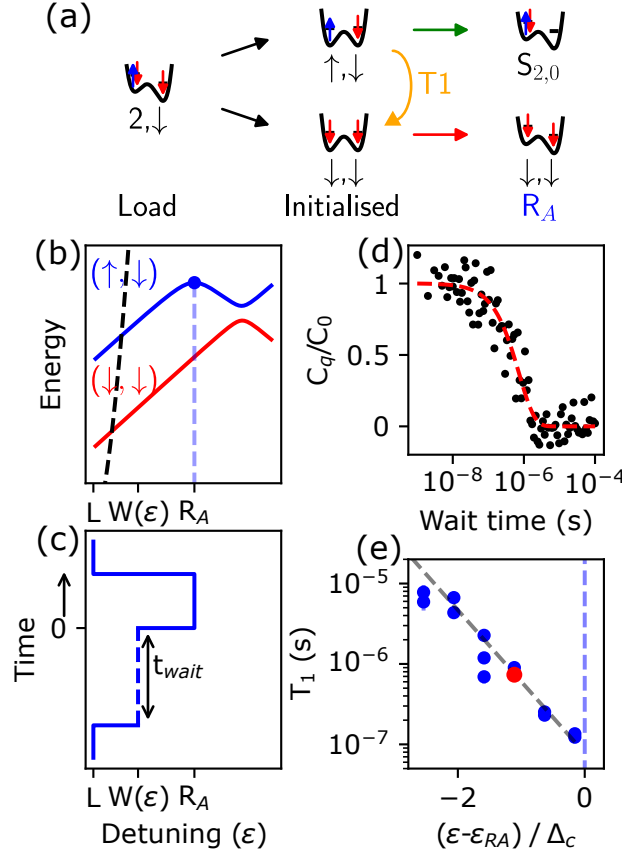 (a)
2,↓
Load
↑,↓
↓,↓
Initialised
T1
S2,0
↓,↓
RA
(b)
(↑,↓)
(↓,↓)
Energy
L W(ε) RA
(c)
Time
0
twait
L W(ε) RA
Detuning (ε)
(d)
Cq/C0
1
0.5
0
10^-8 10^-6 10^-4
Wait time (s)
(e)
T1 (s)
10^-5
10^-6
10^-7
−2 0
(ε-εRA) / Δc